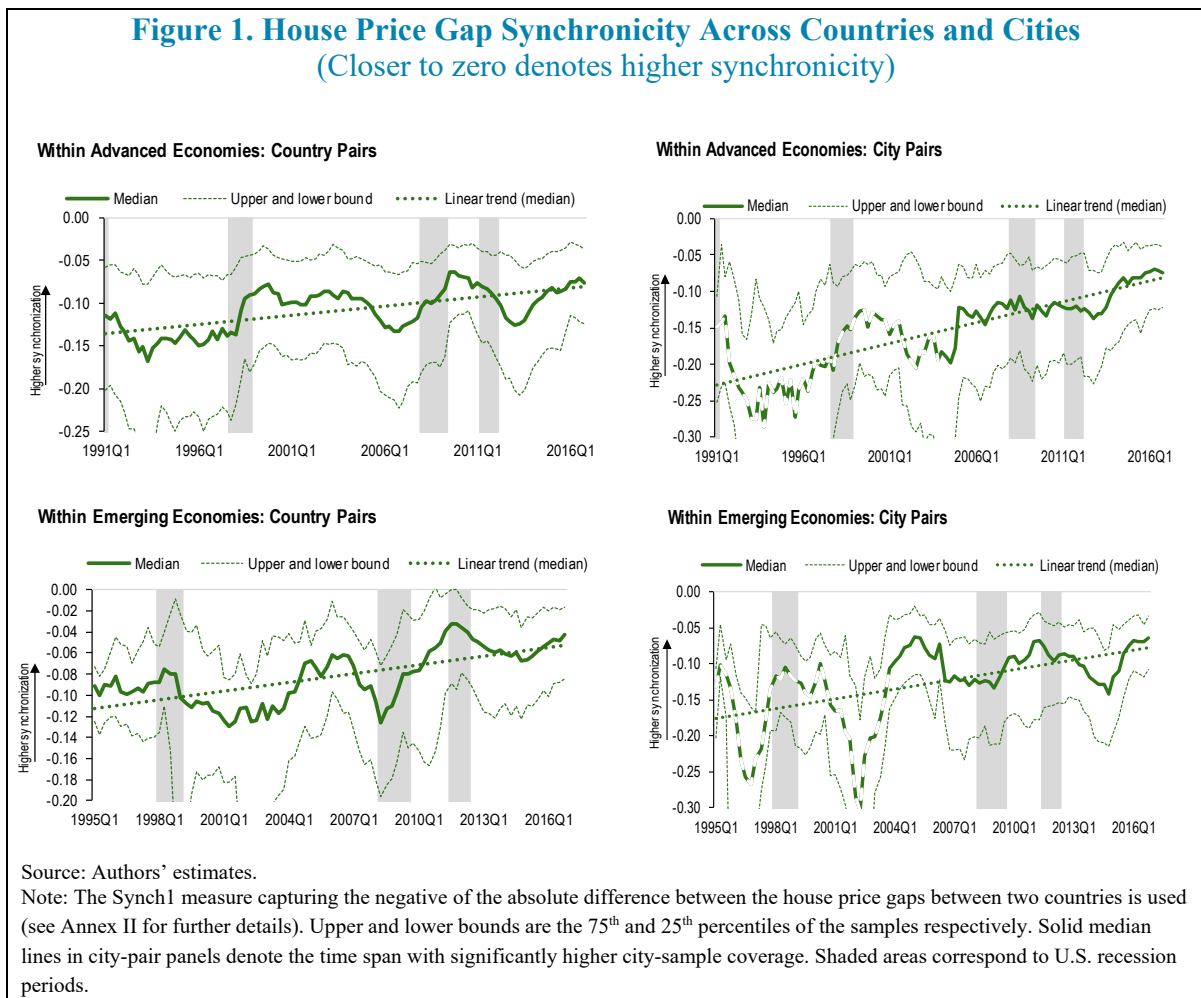 Figure 1. House Price Gap Synchronicity Across Countries and Cities
(Closer to zero denotes higher synchronicity)
Within Advanced Economies: Country Pairs
Median Upper and lower bound Linear trend (median)
Higher synchronization
0.00
-0.05
-0.10
-0.15
-0.20
-0.25
1991Q1 1996Q1 2001Q1 2006Q1 2011Q1 2016Q1
Within Advanced Economies: City Pairs
Median Upper and lower bound Linear trend (median)
Higher synchronization
0.00
-0.05
-0.10
-0.15
-0.20
-0.25
-0.30
1991Q1 1996Q1 2001Q1 2006Q1 2011Q1 2016Q1
Within Emerging Economies: Country Pairs
Median Upper and lower bound Linear trend (median)
Higher synchronization
0.00
-0.02
-0.04
-0.06
-0.08
-0.10
-0.12
-0.14
-0.16
-0.18
-0.20
1995Q1 1998Q1 2001Q1 2004Q1 2007Q1 2010Q1 2013Q1 2016Q1
Within Emerging Economies: City Pairs
Median Upper and lower bound Linear trend (median)
Higher synchronization
0.00
-0.05
-0.10
-0.15
-0.20
-0.25
-0.30
1995Q1 1998Q1 2001Q1 2004Q1 2007Q1 2010Q1 2013Q1 2016Q1
Source: Authors' estimates.
Note: The Synch1 measure capturing the negative of the absolute difference between the house price gaps between two countries is used
(see Annex II for further details). Upper and lower bounds are the 75th and 25th percentiles of the samples respectively. Solid median
lines in city-pair panels denote the time span with significantly higher city-sample coverage. Shaded areas correspond to U.S. recession
periods.